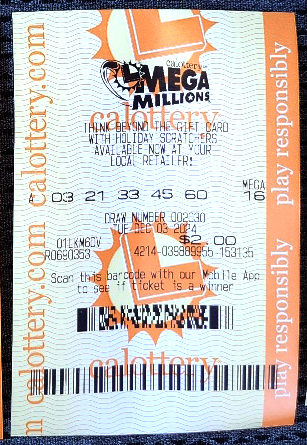 calottery
MEGA
MILLIONS
calottery
THINK BEYOND THE GIFT CARD
WITH HOLIDAY SCRATCHERS
AVAILABLE NOW AT YOUR
LOCAL RETAILER!
MEGA
A 03 21 33 45 60 16
DRAW NUMBER 002030
TUE DEC 03 2024
01LKM6DV $2.00
R0690353 4214-039989955-153135
Scan this barcode with our Mobile App
to see if ticket is a winner
calottery
m calottery.com calottery.com
play responsibly play responsibly